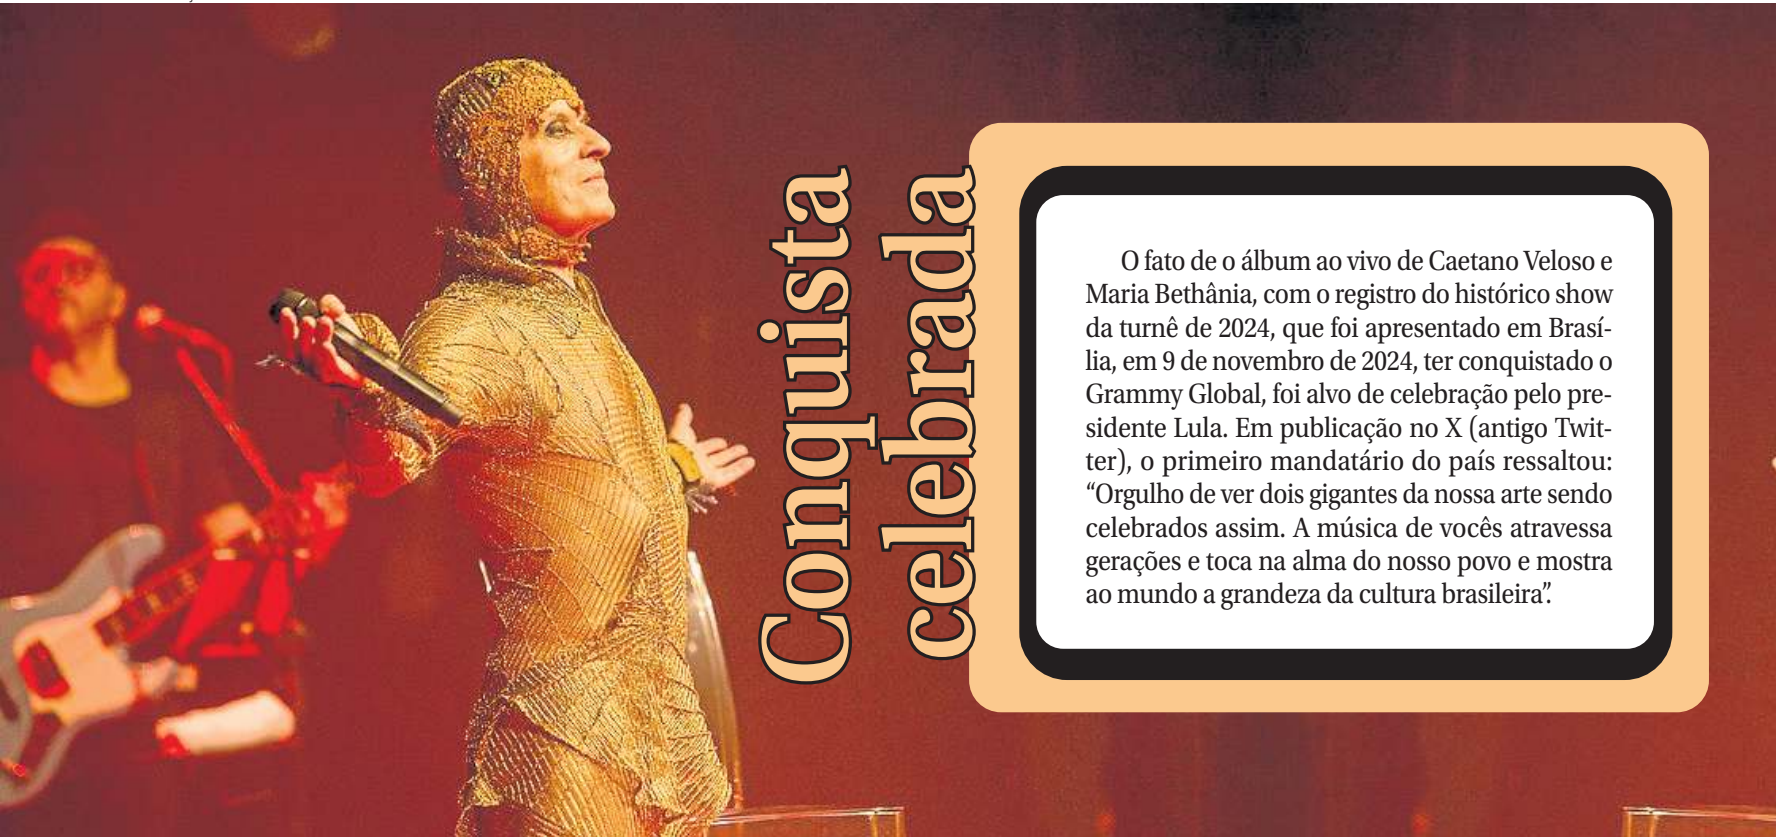 Conquista
celebrada
O fato de o álbum ao vivo de Caetano Veloso e
Maria Bethânia, com o registro do histórico show
da turnê de 2024, que foi apresentado em Brasí-
lia, em 9 de novembro de 2024, ter conquistado o
Grammy Global, foi alvo de celebração pelo pre-
sidente Lula. Em publicação no X (antigo Twit-
ter), o primeiro mandatário do país ressaltou:
“Orgulho de ver dois gigantes da nossa arte sendo
celebrados assim. A música de vocês atravessa
gerações e toca na alma do nosso povo e mostra
ao mundo a grandeza da cultura brasileira”.